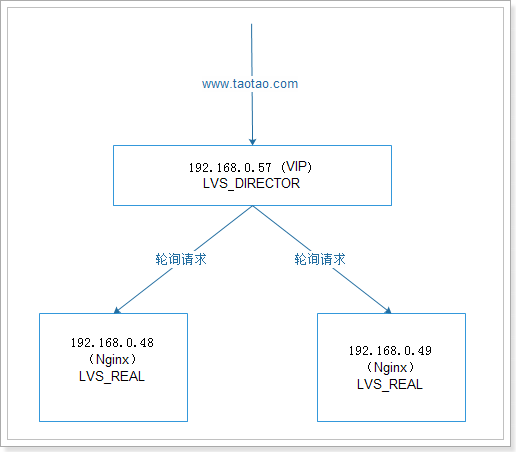 www.taotao.com
192.168.0.57 (VIP)
LVS_DIRECTOR
轮询请求
轮询请求
192.168.0.48
（Nginx）
LVS_REAL
192.168.0.49
（Nginx）
LVS_REAL